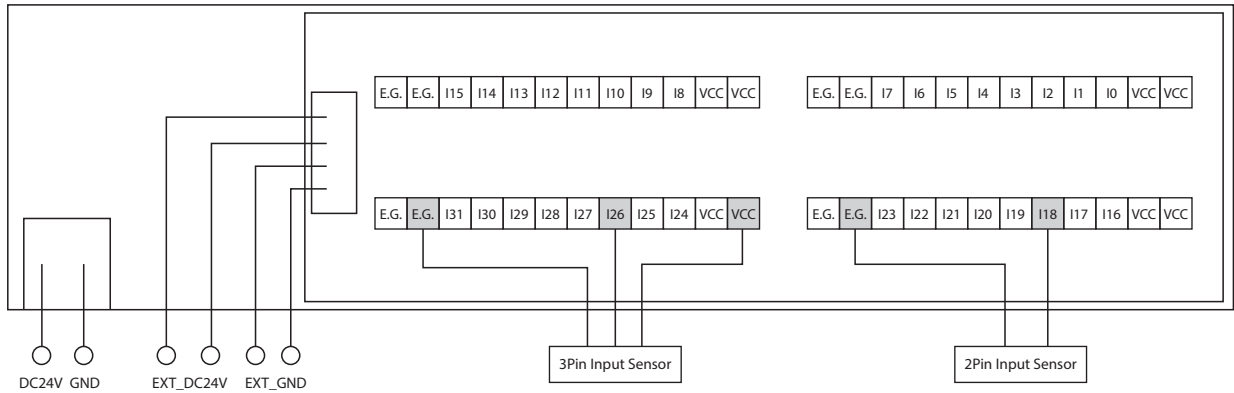 E.G. E.G. I15 I14 I13 I12 I11 I10 I9 I8 VCC VCC
E.G. E.G. I7 I6 I5 I4 I3 I2 I1 I0 VCC VCC
E.G. E.G. I31 I30 I29 I28 I27 I26 I25 I24 VCC VCC
E.G. E.G. I23 I22 I21 I20 I19 I18 I17 I16 VCC VCC
DC24V GND
EXT_DC24V
EXT_GND
3Pin Input Sensor
2Pin Input Sensor